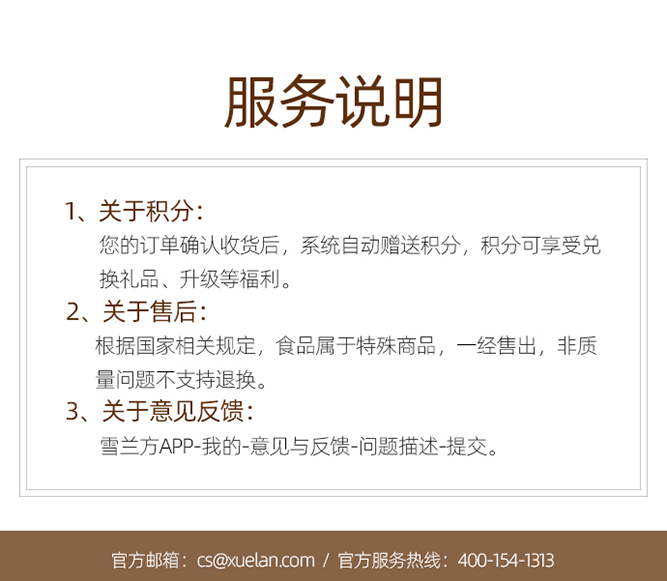 服务说明
1、关于积分：
您的订单确认收货后，系统自动赠送积分，积分可享受兑
换礼品、升级等福利。
2、关于售后：
根据国家相关规定，食品属于特殊商品，一经售出，非质
量问题不支持退换。
3、关于意见反馈：
雪兰方APP-我的-意见与反馈-问题描述-提交。
官方邮箱：cs@xuelan.com / 官方服务热线：400-154-1313